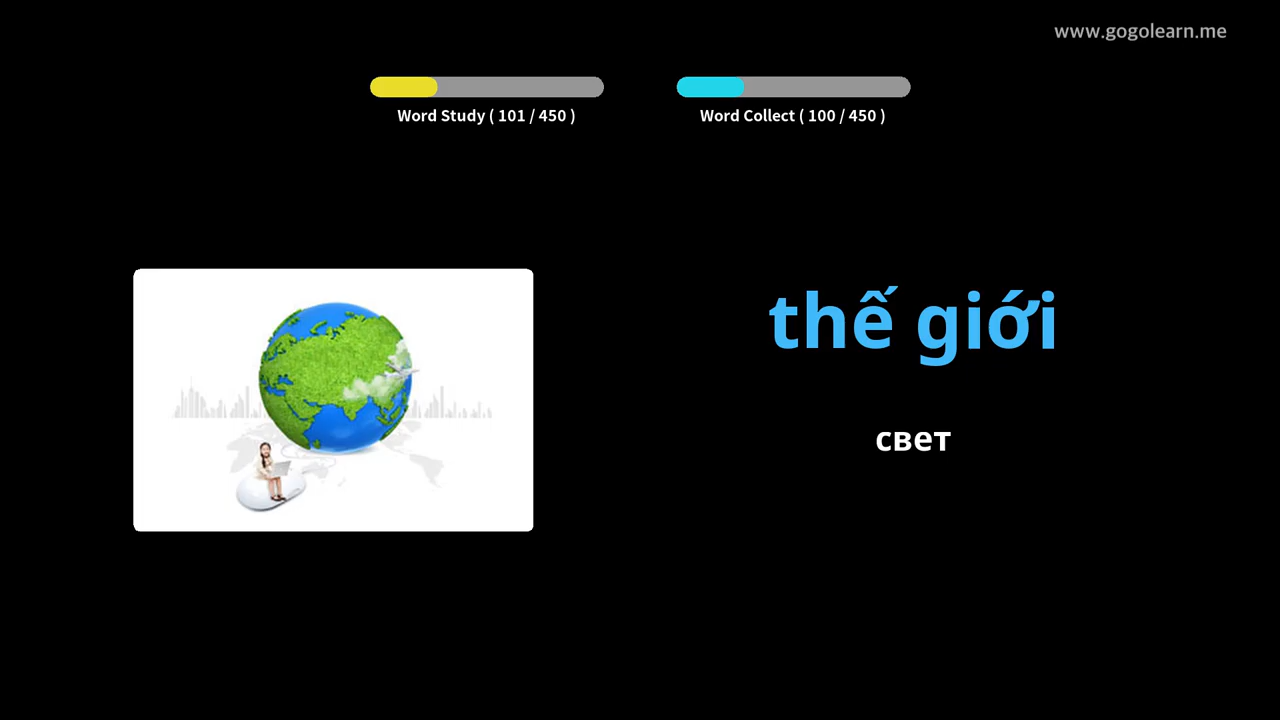 www.gogolearn.me
Word Study ( 101 / 450 )
Word Collect ( 100 / 450 )
thế giới
свет